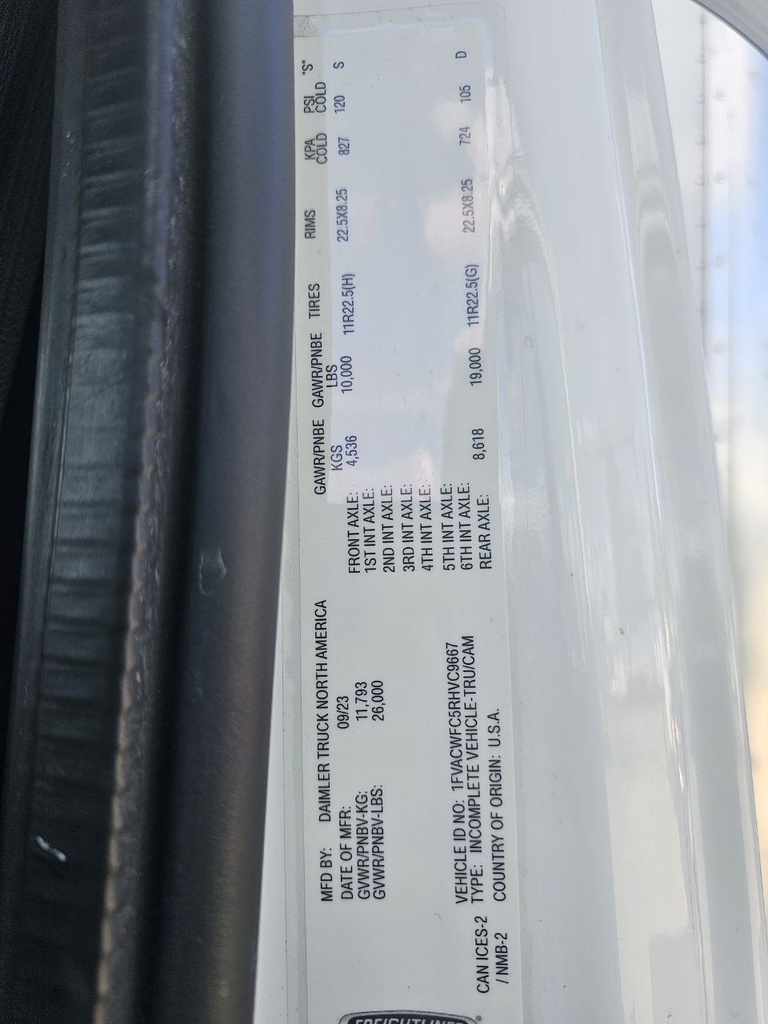 GAWR/PNBE GAWR/PNBE TIRES RIMS KPA PSI "S"
KGS LBS COLD COLD
MFD BY: DAIMLER TRUCK NORTH AMERICA
DATE OF MFR: 09/23
GVWR/PNBV-KG: 11,793
GVWR/PNBV-LBS: 26,000
FRONT AXLE: 4,536 10,000 11R22.5(H) 22.5X8.25 827 120 S
1ST INT AXLE:
2ND INT AXLE:
3RD INT AXLE:
4TH INT AXLE:
5TH INT AXLE:
6TH INT AXLE:
REAR AXLE: 8,618 19,000 11R22.5(G) 22.5X8.25 724 105 D
VEHICLE ID NO: 1FVACWFC5RHVC9667
TYPE: INCOMPLETE VEHICLE-TRU/CAM
COUNTRY OF ORIGIN: U.S.A.
CAN ICES-2
/ NMB-2
FREIGHTLINER